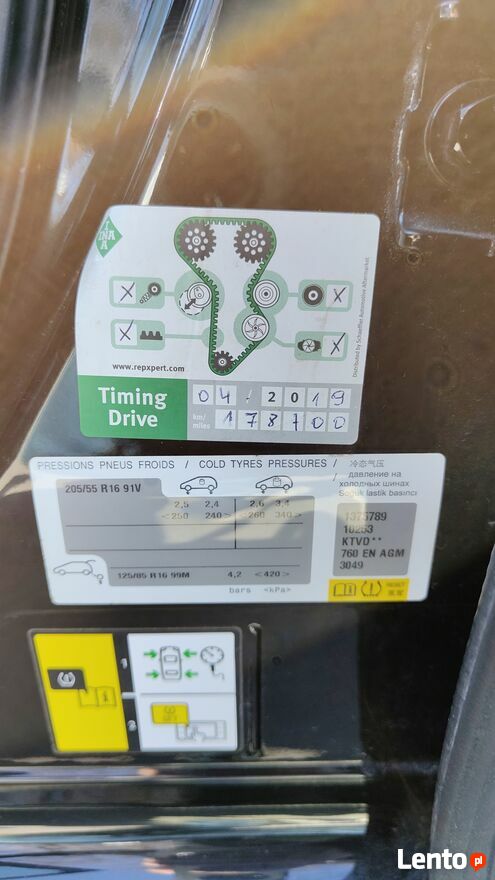 INA
www.repxpert.com
Distributed by Schaeffler Automotive Aftermarket
Timing
Drive
04 / 2019
km/
miles
178700
PRESSIONS PNEUS FROIDS / COLD TYRES PRESSURES / 冷态气压
/ давление на
холодных шинах
Soğuk lastik basıncı
205/55 R16 91V
2,5 2,4 2,6 3,4
<250 240> <260 340>
125/85 R16 99M 4,2 <420>
bars <kPa>
1375789
10253
KTVD**
760 EN AGM
3049
Lento.pl